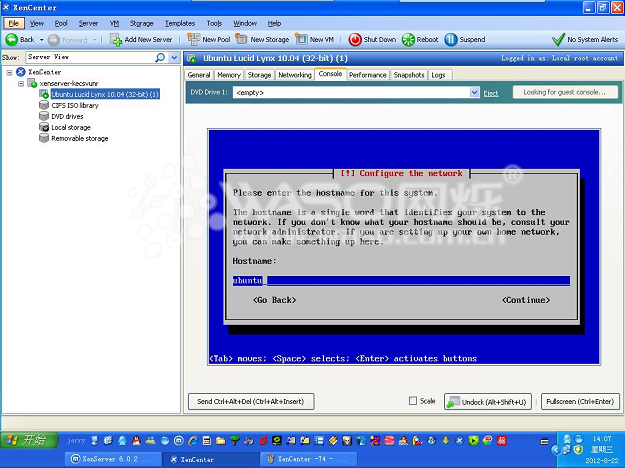 XenCenter
File View Pool Server VM Storage Templates Tools Window Help
Back Forward Add New Server New Pool New Storage New VM Shut Down Reboot Suspend No System Alerts
Show: Server View
Ubuntu Lucid Lynx 10.04 (32-bit) (1) Logged in as: Local root account
XenCenter
xenserver-kecsvunr
Ubuntu Lucid Lynx 10.04 (32-bit) (1)
CIFS ISO library
DVD drives
Local storage
Removable storage
General Memory Storage Networking Console Performance Snapshots Logs
DVD Drive 1: <empty> Eject Looking for guest console...
[!] Configure the network
Please enter the hostname for this system.
The hostname is a single word that identifies your system to the
network. If you don't know what your hostname should be, consult your
network administrator. If you are setting up your own home network,
you can make something up here.
Hostname:
ubuntu
<Go Back> <Continue>
<Tab> moves; <Space> selects; <Enter> activates buttons
Send Ctrl+Alt+Del (Ctrl+Alt+Insert) Scale Undock (Alt+Shift+U) Fullscreen (Ctrl+Enter)
开始 jerry 14:07
星期三
2012-8-22
XenServer 6.0.2 ... XenCenter XenCenter -T4 - ...